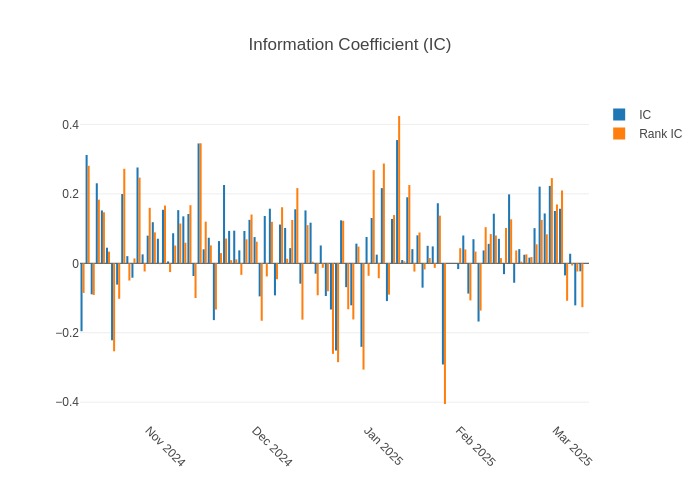 Information Coefficient (IC)
IC
Rank IC
0.4
0.2
0
−0.2
−0.4
Nov 2024
Dec 2024
Jan 2025
Feb 2025
Mar 2025